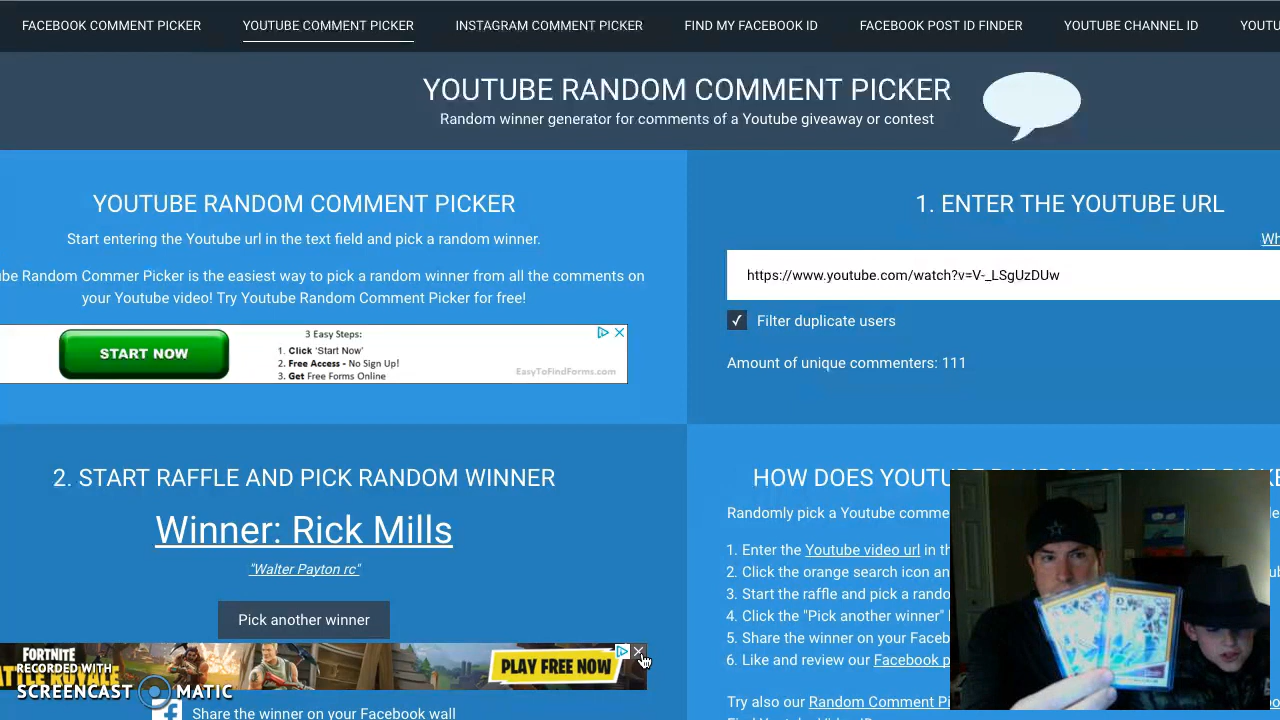 FACEBOOK COMMENT PICKER
YOUTUBE COMMENT PICKER
INSTAGRAM COMMENT PICKER
FIND MY FACEBOOK ID
FACEBOOK POST ID FINDER
YOUTUBE CHANNEL ID
YOUTU
YOUTUBE RANDOM COMMENT PICKER
Random winner generator for comments of a Youtube giveaway or contest
YOUTUBE RANDOM COMMENT PICKER
Start entering the Youtube url in the text field and pick a random winner.
be Random Commer Picker is the easiest way to pick a random winner from all the comments on
your Youtube video! Try Youtube Random Comment Picker for free!
START NOW
3 Easy Steps:
1. Click 'Start Now'
2. Free Access - No Sign Up!
3. Get Free Forms Online
EasyToFindForms.com
1. ENTER THE YOUTUBE URL
Wh
https://www.youtube.com/watch?v=V-_LSgUzDUw
Filter duplicate users
Amount of unique commenters: 111
2. START RAFFLE AND PICK RANDOM WINNER
Winner: Rick Mills
"Walter Payton rc"
Pick another winner
FORTNITE
BATTLE ROYALE
PLAY FREE NOW
RECORDED WITH
SCREENCAST MATIC
Share the winner on your Facebook wall
HOW DOES YOUTUBE RANDOM COMMENT PICKE
Randomly pick a Youtube comme
1. Enter the Youtube video url in th
2. Click the orange search icon an
3. Start the raffle and pick a rando
4. Click the "Pick another winner"
5. Share the winner on your Faceb
6. Like and review our Facebook p
Try also our Random Comment Pi